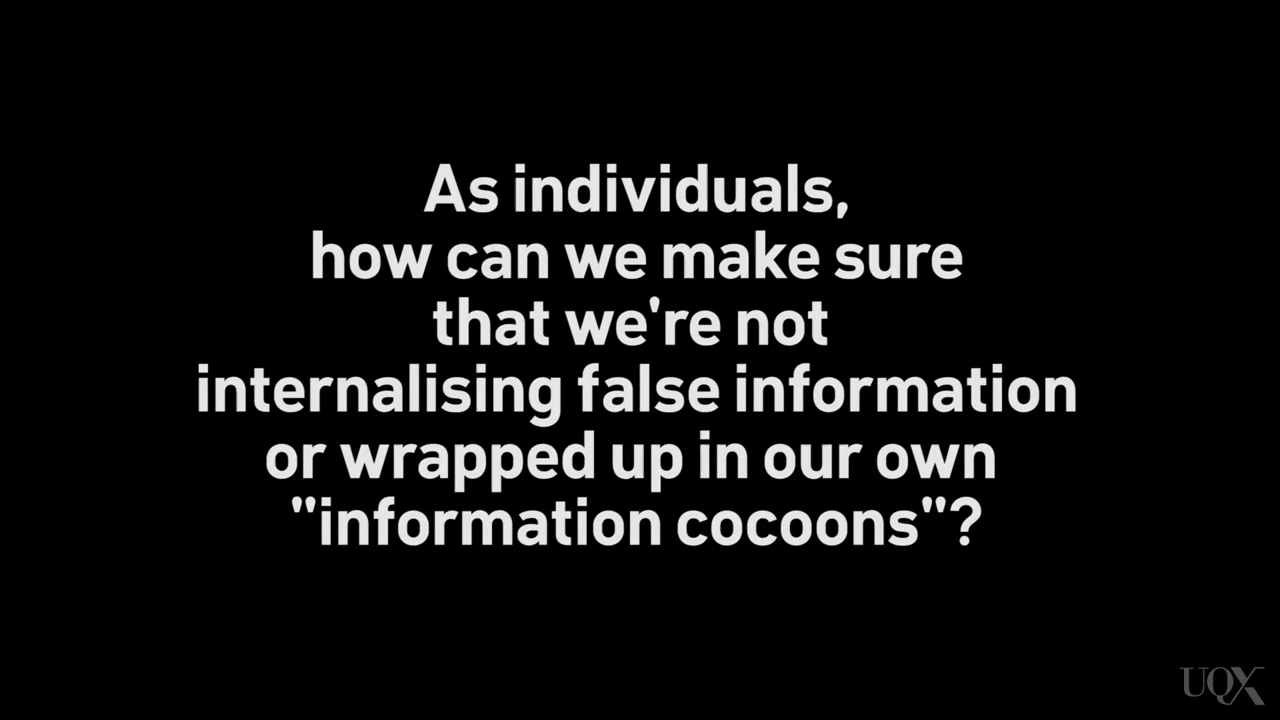 As individuals,
how can we make sure
that we're not
internalising false information
or wrapped up in our own
"information cocoons"?
UQX